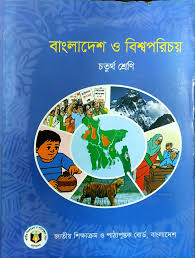 বাংলাদেশ ও বিশ্বপরিচয়
চতুর্থ শ্রেণি
জাতীয় শিক্ষাক্রম ও পাঠ্যপুস্তক বোর্ড, বাংলাদেশ